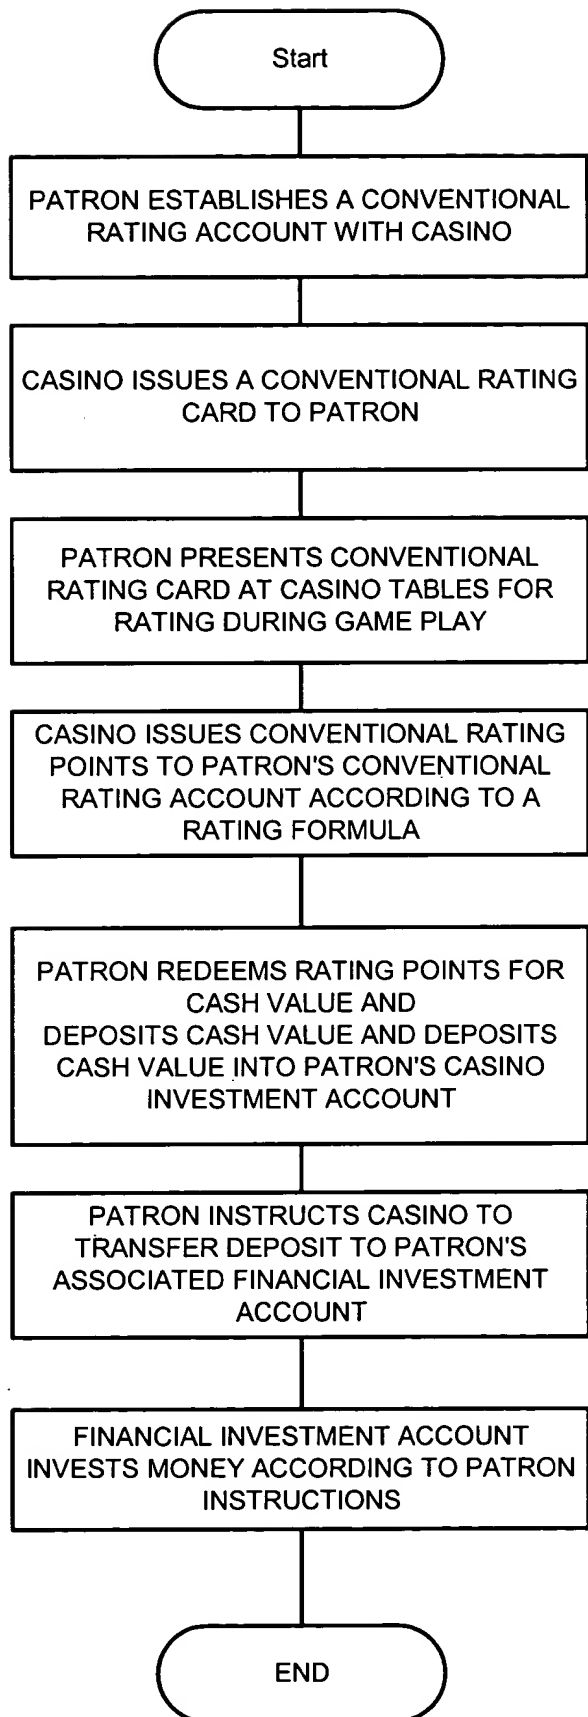 Start
PATRON ESTABLISHES A CONVENTIONAL
RATING ACCOUNT WITH CASINO
CASINO ISSUES A CONVENTIONAL RATING
CARD TO PATRON
PATRON PRESENTS CONVENTIONAL
RATING CARD AT CASINO TABLES FOR
RATING DURING GAME PLAY
CASINO ISSUES CONVENTIONAL RATING
POINTS TO PATRON'S CONVENTIONAL
RATING ACCOUNT ACCORDING TO A
RATING FORMULA
PATRON REDEEMS RATING POINTS FOR
CASH VALUE AND
DEPOSITS CASH VALUE AND DEPOSITS
CASH VALUE INTO PATRON'S CASINO
INVESTMENT ACCOUNT
PATRON INSTRUCTS CASINO TO
TRANSFER DEPOSIT TO PATRON'S
ASSOCIATED FINANCIAL INVESTMENT
ACCOUNT
FINANCIAL INVESTMENT ACCOUNT
INVESTS MONEY ACCORDING TO PATRON
INSTRUCTIONS
END